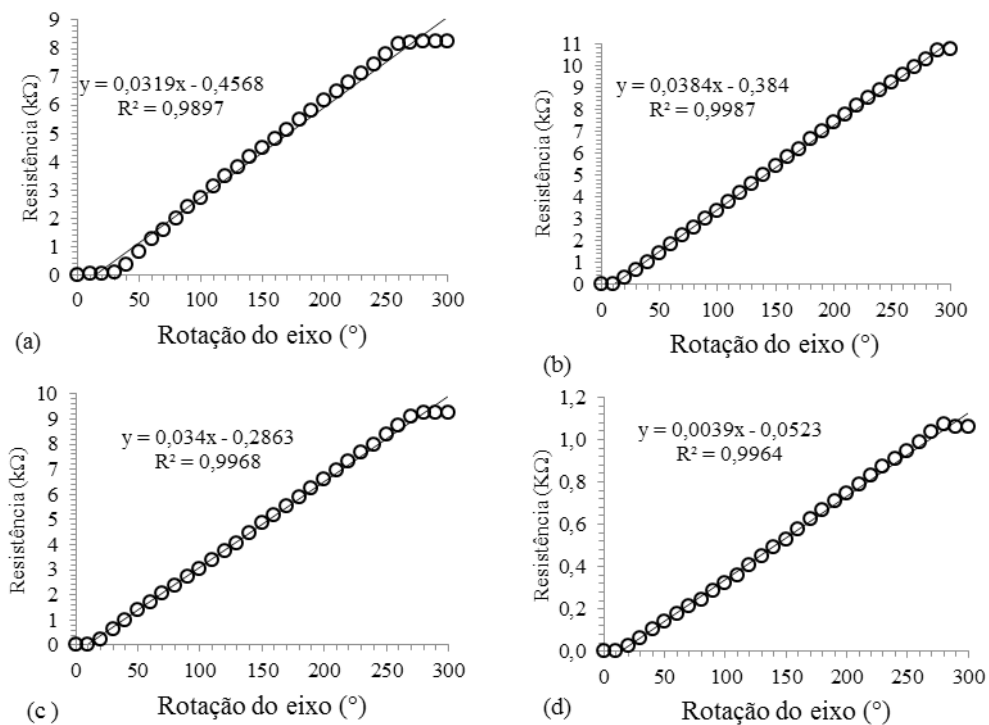 9
8
7
6
5
4
3
2
1
0
Resistência (kΩ)
y = 0,0319x - 0,4568
R² = 0,9897
0 50 100 150 200 250 300
Rotação do eixo (°)
(a)
11
10
9
8
7
6
5
4
3
2
1
0
Resistência (kΩ)
y = 0,0384x - 0,384
R² = 0,9987
0 50 100 150 200 250 300
Rotação do eixo (°)
(b)
10
9
8
7
6
5
4
3
2
1
0
Resistência (kΩ)
y = 0,034x - 0,2863
R² = 0,9968
0 50 100 150 200 250 300
Rotação do eixo (°)
(c )
1,2
1,0
0,8
0,6
0,4
0,2
0,0
Resistência (KΩ)
y = 0,0039x - 0,0523
R² = 0,9964
0 50 100 150 200 250 300
Rotação do eixo (°)
(d)